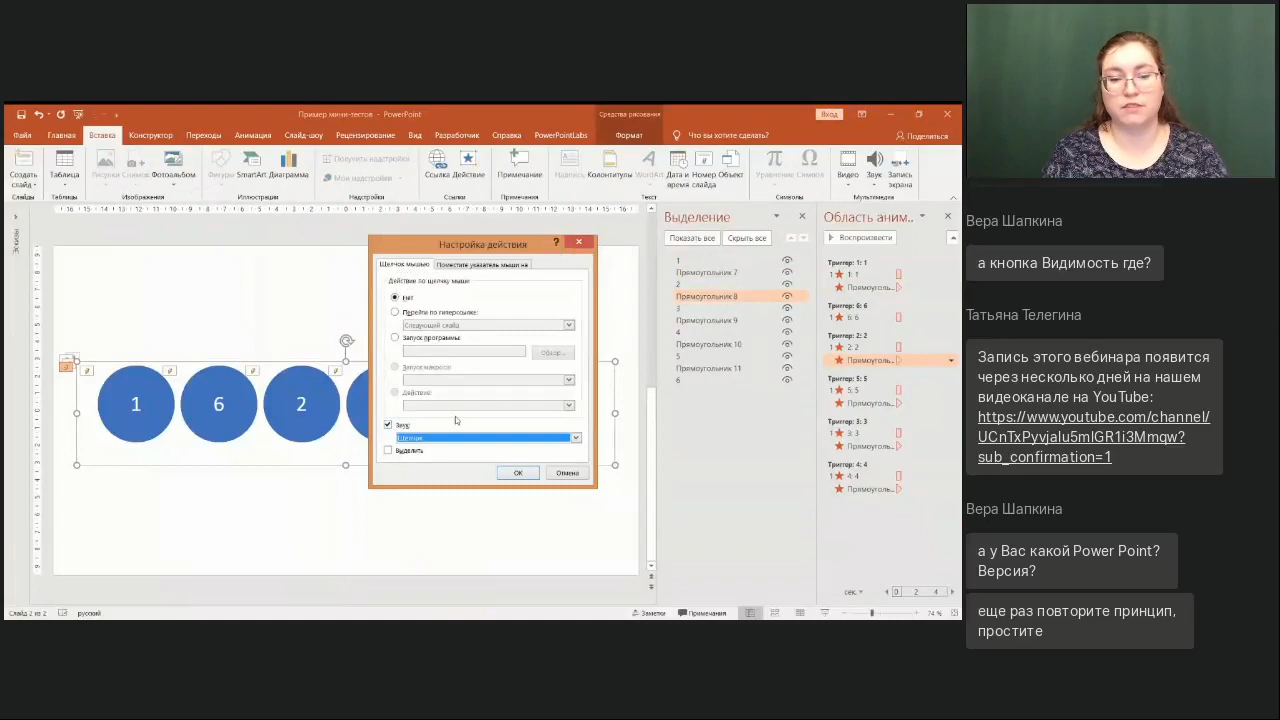 Пример мини-тестов - PowerPoint
Средства рисования
Вход
Файл
Главная
Вставка
Конструктор
Переходы
Анимация
Слайд-шоу
Рецензирование
Вид
Разработчик
Справка
PowerPointLabs
Формат
Что вы хотите сделать?
Поделиться
Создать слайд
Таблица
Рисунки
Снимок
Фотоальбом
Фигуры
SmartArt
Диаграмма
Получить надстройки
Мои надстройки
Ссылка
Действие
Примечание
Надпись
Колонтитулы
WordArt
Дата и время
Номер слайда
Объект
Уравнение
Символ
Видео
Звук
Запись экрана
Слайды
Таблицы
Изображения
Иллюстрации
Надстройки
Ссылки
Примечания
Текст
Символы
Мультимедиа
Эскизы
1
6
2
Настройка действия
?
Щелчок мышью
Поместите указатель мыши на
Действие по щелчку мыши
Нет
Перейти по гиперссылке:
Следующий слайд
Запуск программы:
Обзор...
Запуск макроса:
Действие:
Звук:
Щелчок
Выделить
ОК
Отмена
Выделение
Показать все
Скрыть все
1
Прямоугольник 7
2
Прямоугольник 8
3
Прямоугольник 9
4
Прямоугольник 10
5
Прямоугольник 11
6
Область аним...
Воспроизвести
Триггер: 1: 1
1 1: 1
Прямоуголь...
Триггер: 6: 6
1 6: 6
Триггер: 2: 2
1 2: 2
Прямоуголь...
Триггер: 5: 5
1 5: 5
Прямоуголь...
Триггер: 3: 3
1 3: 3
Прямоуголь...
Триггер: 4: 4
1 4: 4
Прямоуголь...
сек.
0 2 4
Слайд 2 из 2
русский
Заметки
Примечания
74 %
Вера Шапкина
а кнопка Видимость где?
Татьяна Телегина
Запись этого вебинара появится
через несколько дней на нашем
видеоканале на YouTube:
https://www.youtube.com/channel/
UCnTxPyvjaIu5mIGR1i3Mmqw?
sub_confirmation=1
Вера Шапкина
а у Вас какой Power Point?
Версия?
еще раз повторите принцип,
простите